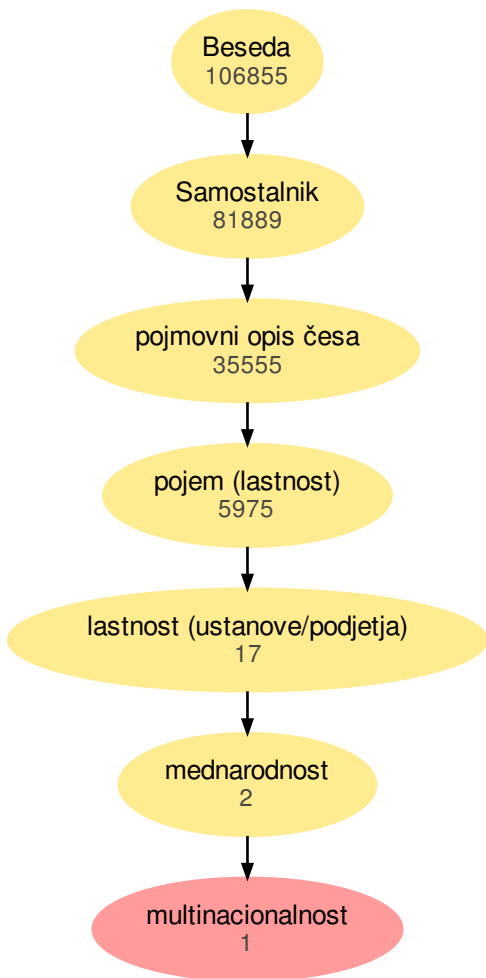 Beseda
106855
Samostalnik
81889
pojmovni opis česa
35555
pojem (lastnost)
5975
lastnost (ustanove/podjetja)
17
mednarodnost
2
multinacionalnost
1